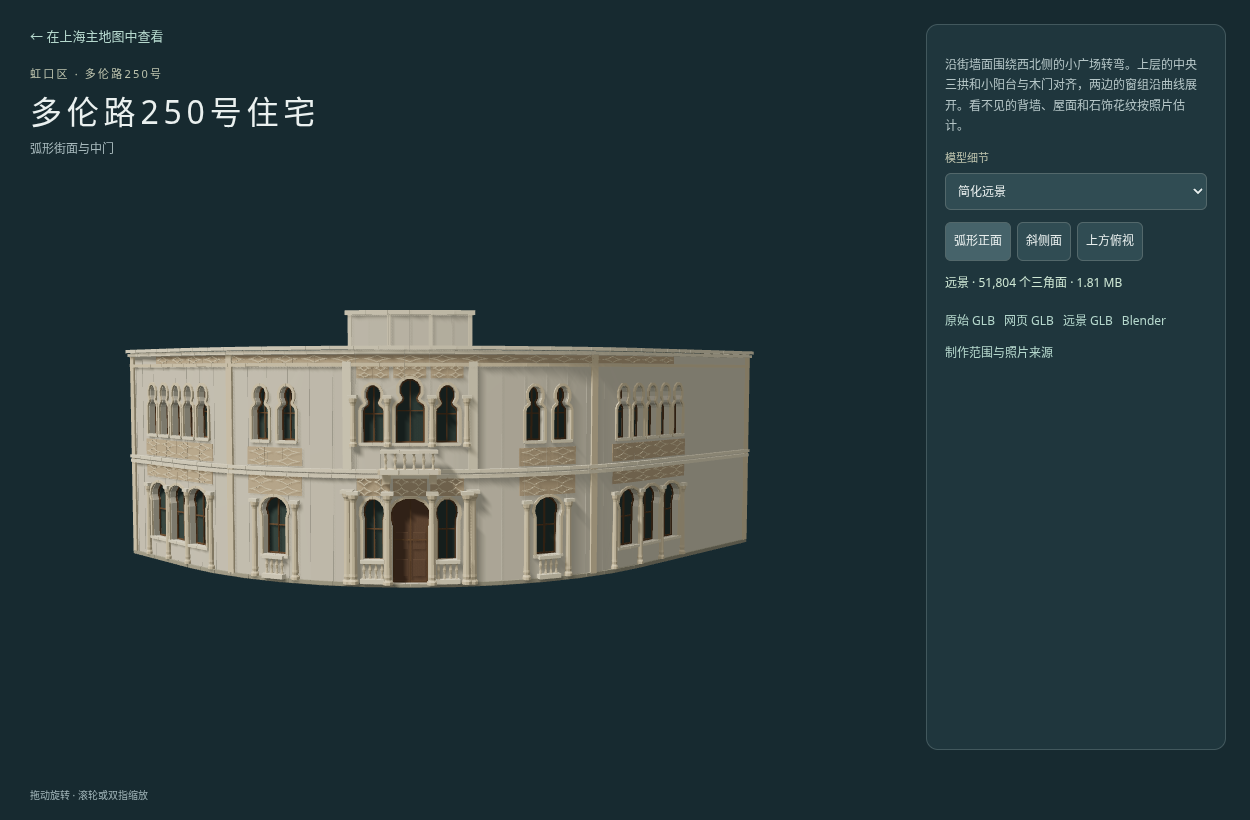 ← 在上海主地图中查看
虹口区 · 多伦路250号
多伦路250号住宅
弧形街面与中门
沿街墙面围绕西北侧的小广场转弯。上层的中央
三拱和小阳台与木门对齐，两边的窗组沿曲线展
开。看不见的背墙、屋面和石饰花纹按照片估
计。
模型细节
简化远景
弧形正面 斜侧面 上方俯视
远景 · 51,804 个三角面 · 1.81 MB
原始 GLB 网页 GLB 远景 GLB Blender
制作范围与照片来源
拖动旋转 · 滚轮或双指缩放